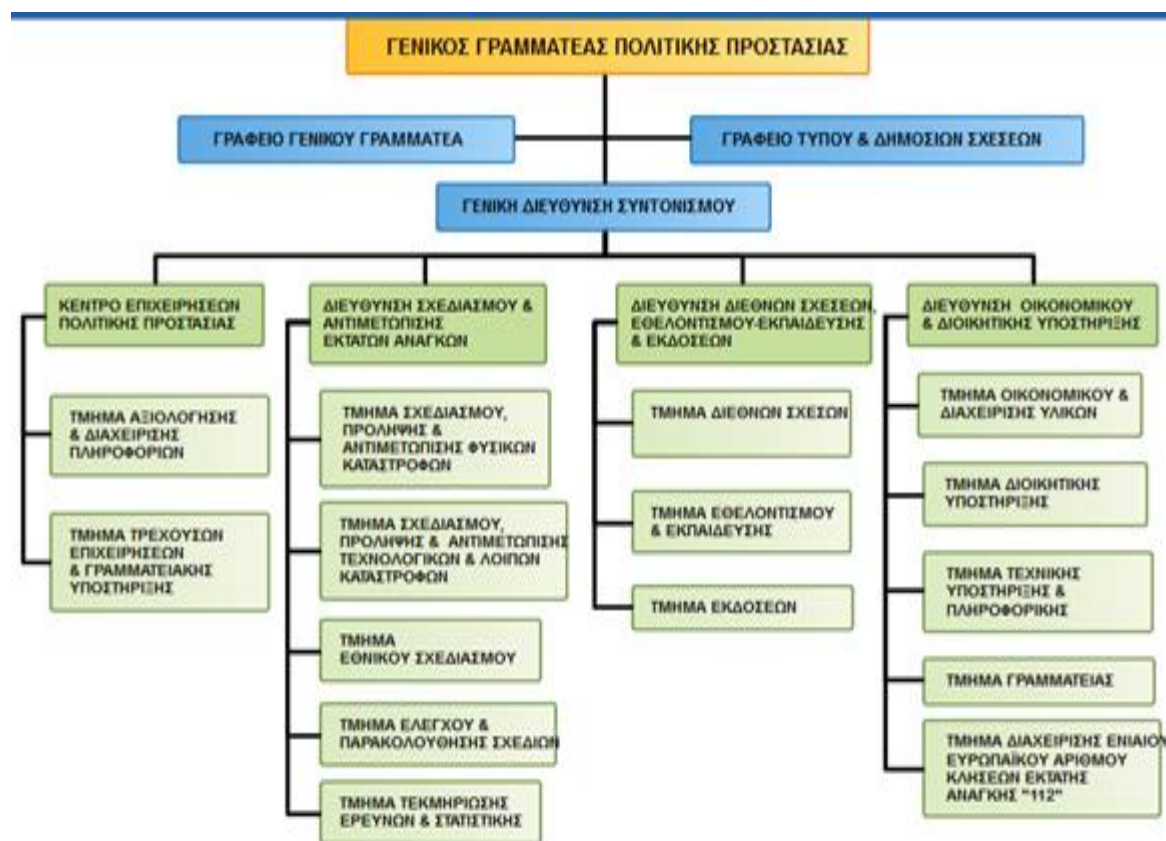 ΓΕΝΙΚΟΣ ΓΡΑΜΜΑΤΕΑΣ ΠΟΛΙΤΙΚΗΣ ΠΡΟΣΤΑΣΙΑΣ
ΓΡΑΦΕΙΟ ΓΕΝΙΚΟΥ ΓΡΑΜΜΑΤΕΑ
ΓΡΑΦΕΙΟ ΤΥΠΟΥ & ΔΗΜΟΣΙΩΝ ΣΧΕΣΕΩΝ
ΓΕΝΙΚΗ ΔΙΕΥΘΥΝΣΗ ΣΥΝΤΟΝΙΣΜΟΥ
ΚΕΝΤΡΟ ΕΠΙΧΕΙΡΗΣΕΩΝ
ΠΟΛΙΤΙΚΗΣ ΠΡΟΣΤΑΣΙΑΣ
ΤΜΗΜΑ ΑΞΙΟΛΟΓΗΣΗΣ
& ΔΙΑΧΕΙΡΙΣΗΣ
ΠΛΗΡΟΦΟΡΙΩΝ
ΤΜΗΜΑ ΤΡΕΧΟΥΣΩΝ
ΕΠΙΧΕΙΡΗΣΕΩΝ
& ΓΡΑΜΜΑΤΕΙΑΚΗΣ
ΥΠΟΣΤΗΡΙΞΗΣ
ΔΙΕΥΘΥΝΣΗ ΣΧΕΔΙΑΣΜΟΥ &
ΑΝΤΙΜΕΤΩΠΙΣΗΣ
ΕΚΤΑΤΩΝ ΑΝΑΓΚΩΝ
ΤΜΗΜΑ ΣΧΕΔΙΑΣΜΟΥ,
ΠΡΟΛΗΨΗΣ &
ΑΝΤΙΜΕΤΩΠΙΣΗΣ ΦΥΣΙΚΩΝ
ΚΑΤΑΣΤΡΟΦΩΝ
ΤΜΗΜΑ ΣΧΕΔΙΑΣΜΟΥ,
ΠΡΟΛΗΨΗΣ & ΑΝΤΙΜΕΤΩΠΙΣΗΣ
ΤΕΧΝΟΛΟΓΙΚΩΝ & ΛΟΙΠΩΝ
ΚΑΤΑΣΤΡΟΦΩΝ
ΤΜΗΜΑ
ΕΘΝΙΚΟΥ ΣΧΕΔΙΑΣΜΟΥ
ΤΜΗΜΑ ΕΛΕΓΧΟΥ &
ΠΑΡΑΚΟΛΟΥΘΗΣΗΣ ΣΧΕΔΙΩΝ
ΤΜΗΜΑ ΤΕΚΜΗΡΙΩΣΗΣ
ΕΡΕΥΝΩΝ & ΣΤΑΤΙΣΤΙΚΗΣ
ΔΙΕΥΘΥΝΣΗ ΔΙΕΘΝΩΝ ΣΧΕΣΕΩΝ,
ΕΘΕΛΟΝΤΙΣΜΟΥ-ΕΚΠΑΙΔΕΥΣΗΣ
& ΕΚΔΟΣΕΩΝ
ΤΜΗΜΑ ΔΙΕΘΝΩΝ ΣΧΕΣΩΝ
ΤΜΗΜΑ ΕΘΕΛΟΝΤΙΣΜΟΥ
& ΕΚΠΑΙΔΕΥΣΗΣ
ΤΜΗΜΑ ΕΚΔΟΣΕΩΝ
ΔΙΕΥΘΥΝΣΗ ΟΙΚΟΝΟΜΙΚΟΥ
& ΔΙΟΙΚΗΤΙΚΗΣ ΥΠΟΣΤΗΡΙΞΗΣ
ΤΜΗΜΑ ΟΙΚΟΝΟΜΙΚΟΥ &
ΔΙΑΧΕΙΡΙΣΗΣ ΥΛΙΚΩΝ
ΤΜΗΜΑ ΔΙΟΙΚΗΤΙΚΗΣ
ΥΠΟΣΤΗΡΙΞΗΣ
ΤΜΗΜΑ ΤΕΧΝΙΚΗΣ
ΥΠΟΣΤΗΡΙΞΗΣ &
ΠΛΗΡΟΦΟΡΙΚΗΣ
ΤΜΗΜΑ ΓΡΑΜΜΑΤΕΙΑΣ
ΤΜΗΜΑ ΔΙΑΧΕΙΡΙΣΗΣ ΕΝΙΑΙΟΥ
ΕΥΡΩΠΑΪΚΟΥ ΑΡΙΘΜΟΥ
ΚΛΗΣΕΩΝ ΕΚΤΑΤΗΣ
ΑΝΑΓΚΗΣ "112"